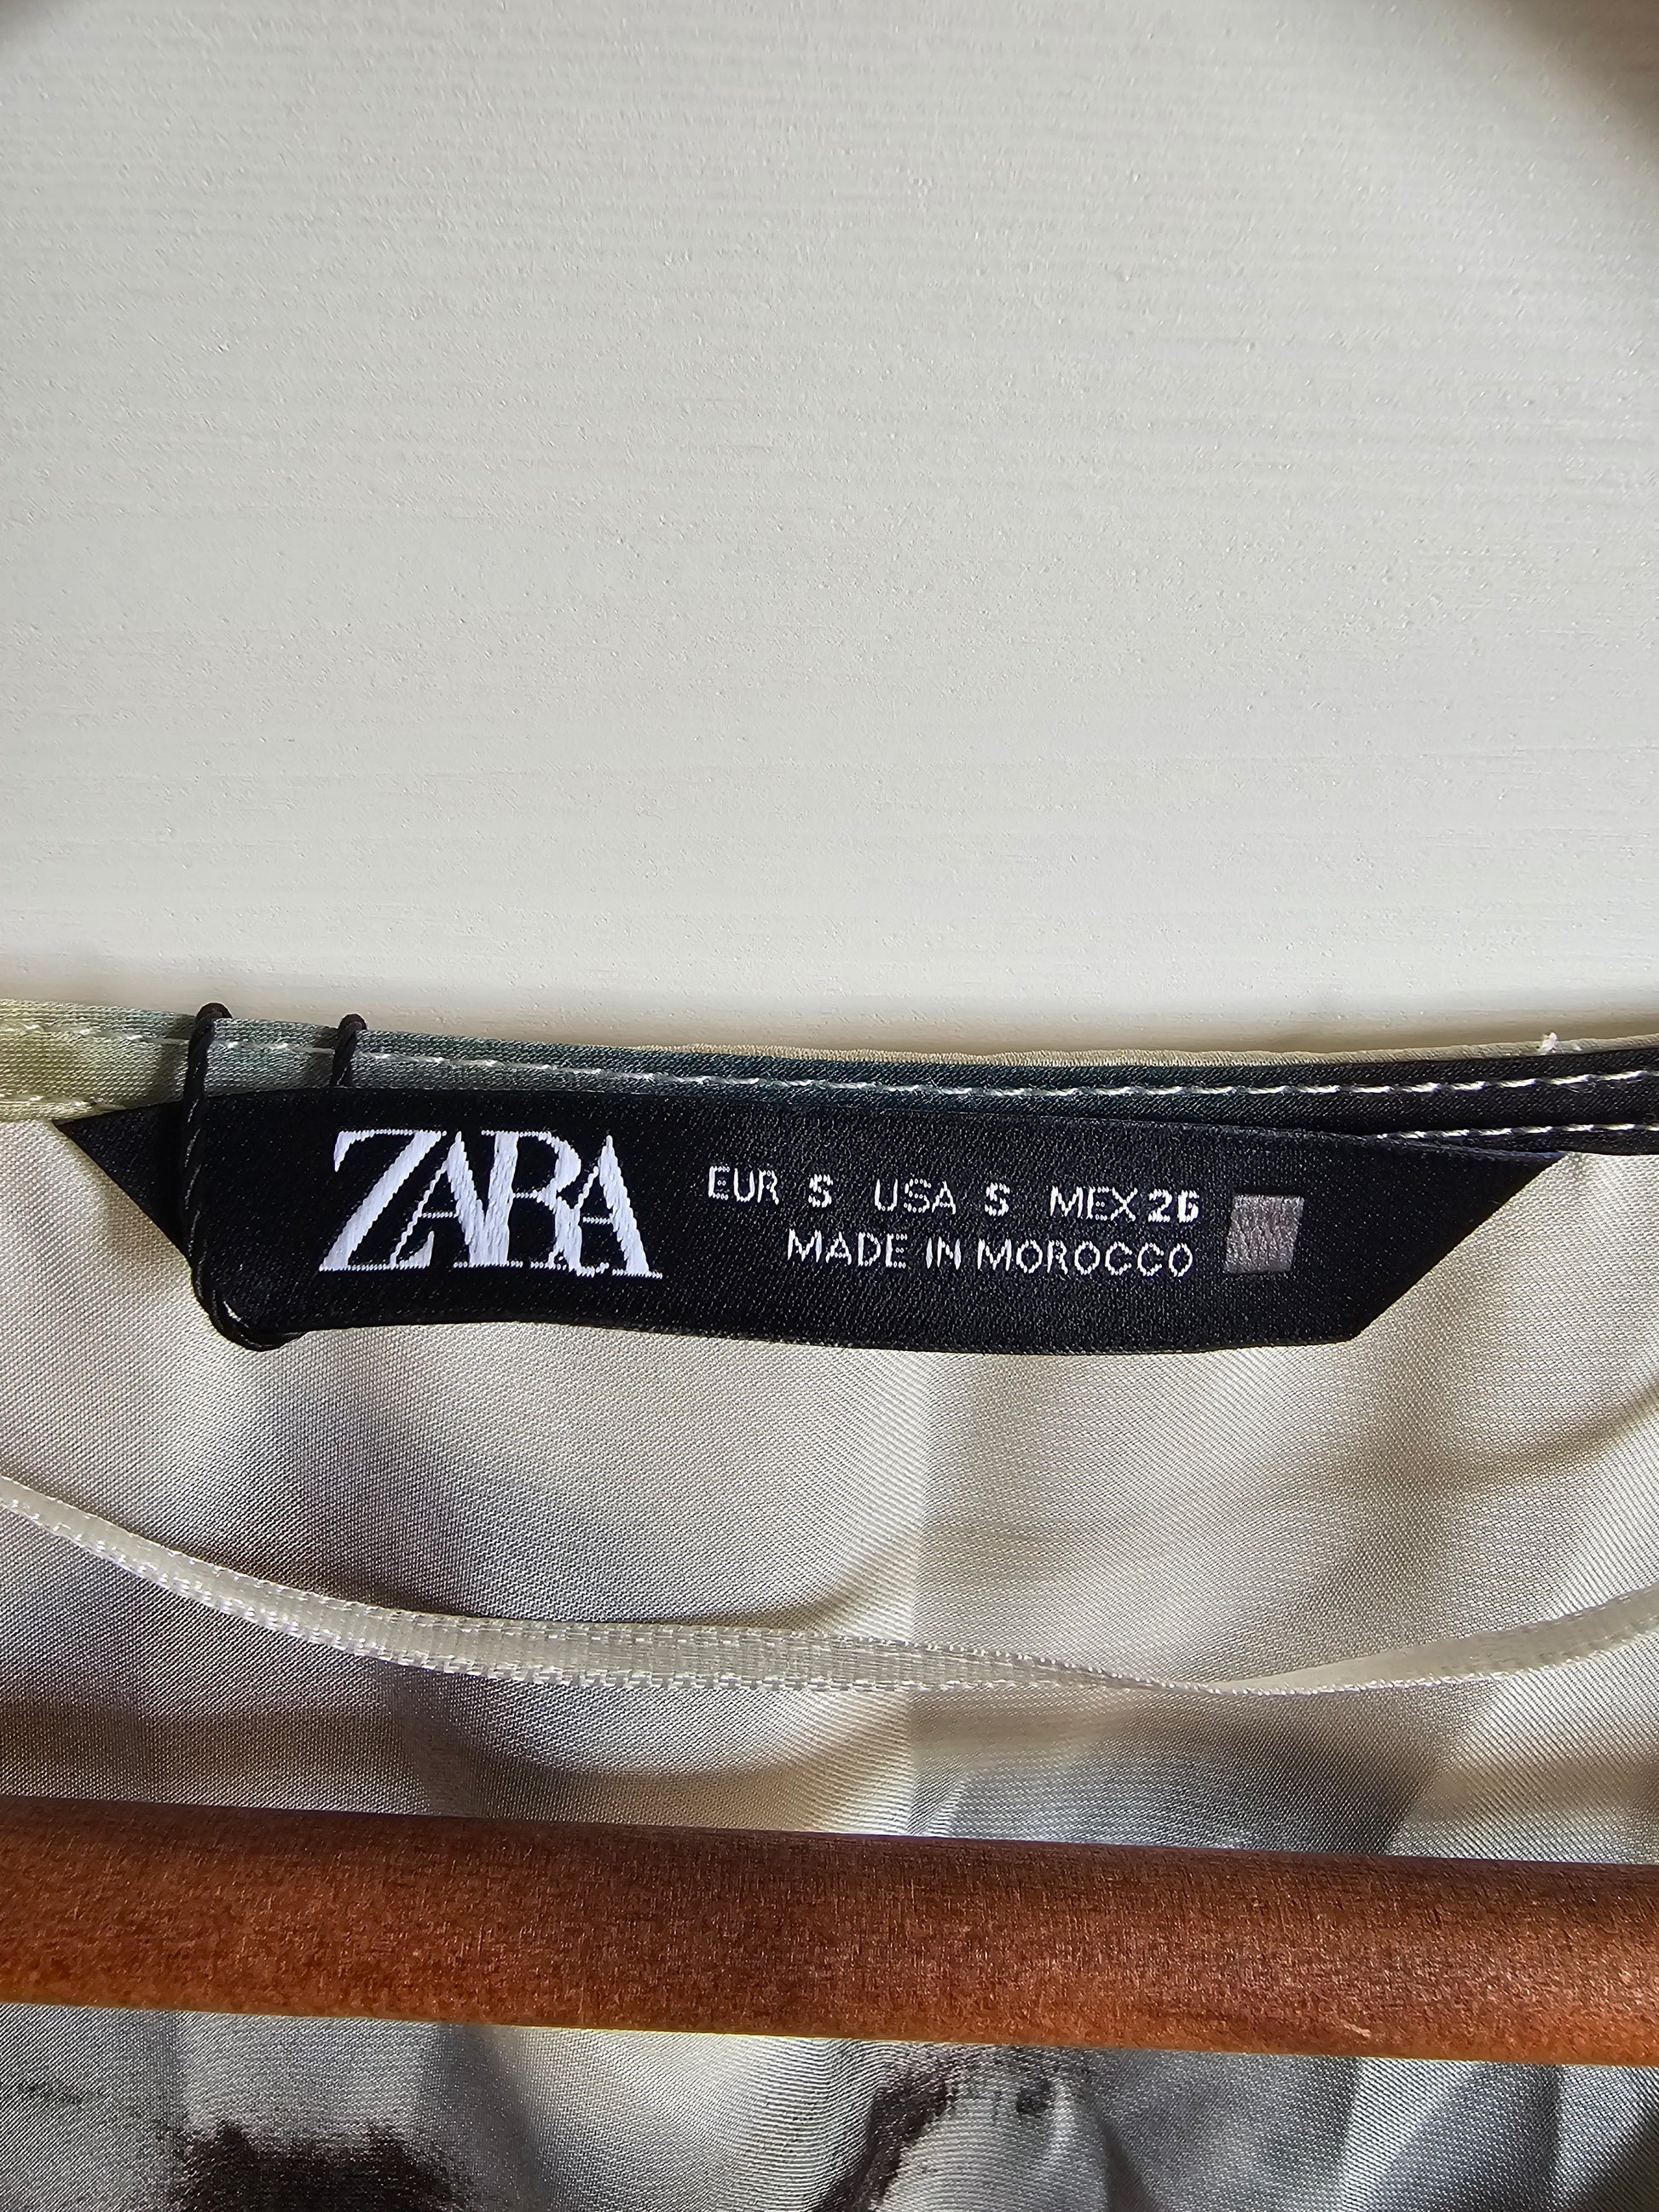 ZARA
EUR S USA S MEX 26
MADE IN MOROCCO